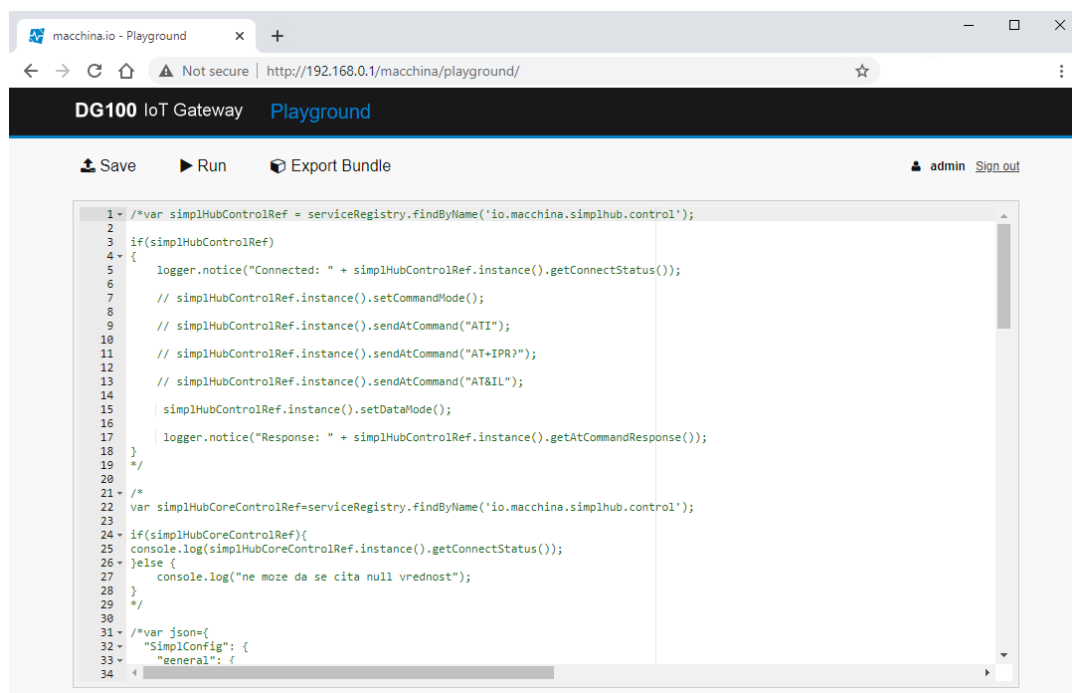 macchina.io - Playground
Not secure | http://192.168.0.1/macchina/playground/
DG100 IoT Gateway Playground
Save Run Export Bundle admin Sign out
1 /*var simplHubControlRef = serviceRegistry.findByName('io.macchina.simplhub.control');
2
3 if(simplHubControlRef)
4 {
5 logger.notice("Connected: " + simplHubControlRef.instance().getConnectStatus());
6
7 // simplHubControlRef.instance().setCommandMode();
8
9 // simplHubControlRef.instance().sendAtCommand("ATI");
10
11 // simplHubControlRef.instance().sendAtCommand("AT+IPR?");
12
13 // simplHubControlRef.instance().sendAtCommand("AT&IL");
14
15 simplHubControlRef.instance().setDataMode();
16
17 logger.notice("Response: " + simplHubControlRef.instance().getAtCommandResponse());
18 }
19 */
20
21 /*
22 var simplHubCoreControlRef=serviceRegistry.findByName('io.macchina.simplhub.control');
23
24 if(simplHubCoreControlRef){
25 console.log(simplHubCoreControlRef.instance().getConnectStatus());
26 }else {
27 console.log("ne moze da se cita null vrednost");
28 }
29 */
30
31 /*var json={
32 "SimplConfig": {
33 "general": {
34